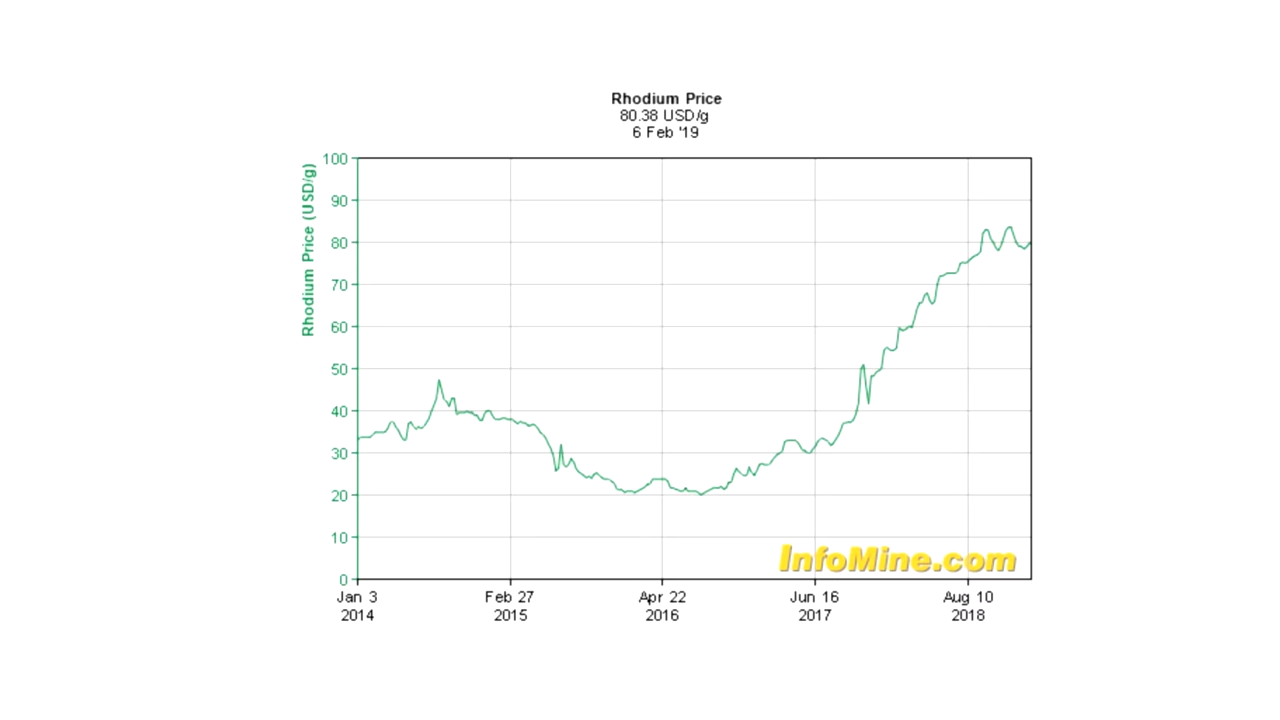 Rhodium Price
80.38 USD/g
6 Feb '19
Rhodium Price (USD/g)
100
90
80
70
60
50
40
30
20
10
0
InfoMine.com
Jan 3 Feb 27 Apr 22 Jun 16 Aug 10
2014 2015 2016 2017 2018